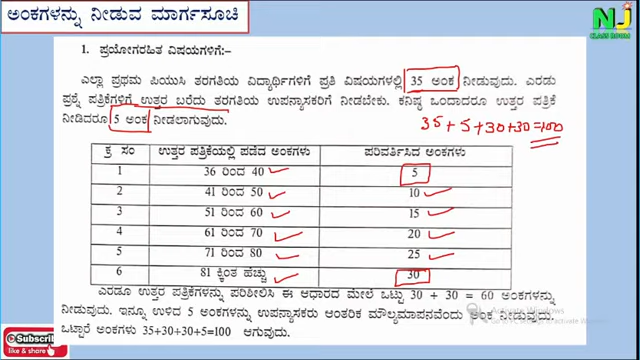 ಅಂಕಗಳನ್ನು ನೀಡುವ ಮಾರ್ಗಸೂಚಿ
NJ
CLASS ROOM
1. ಪ್ರಯೋಗರಹಿತ ವಿಷಯಗಳಿಗೆ:-
ಎಲ್ಲಾ ಪ್ರಥಮ ಪಿಯುಸಿ ತರಗತಿಯ ವಿದ್ಯಾರ್ಥಿಗಳಿಗೆ ಪ್ರತಿ ವಿಷಯಗಳಲ್ಲಿ 35 ಅಂಕ ನೀಡುವುದು. ಎರಡು
ಪ್ರಶ್ನೆ ಪತ್ರಿಕೆಗಳಿಗೆ ಉತ್ತರ ಬರೆದು ತರಗತಿಯ ಉಪನ್ಯಾಸಕರಿಗೆ ನೀಡಬೇಕು. ಕನಿಷ್ಠ ಒಂದಾದರೂ ಉತ್ತರ ಪತ್ರಿಕೆ
ನೀಡಿದರೂ 5 ಅಂಕ ನೀಡಲಾಗುವುದು.
35+5+30+30=100
ಕ್ರ ಸಂ ಉತ್ತರ ಪತ್ರಿಕೆಯಲ್ಲಿ ಪಡೆದ ಅಂಕಗಳು ಪರಿವರ್ತಿಸಿದ ಅಂಕಗಳು
1 36 ರಿಂದ 40 5
2 41 ರಿಂದ 50 10
3 51 ರಿಂದ 60 15
4 61 ರಿಂದ 70 20
5 71 ರಿಂದ 80 25
6 81 ಕ್ಕಿಂತ ಹೆಚ್ಚು 30
ಎರಡೂ ಉತ್ತರ ಪತ್ರಿಕೆಗಳನ್ನು ಪರಿಶೀಲಿಸಿ ಈ ಆಧಾರದ ಮೇಲೆ ಒಟ್ಟು 30 + 30 = 60 ಅಂಕಗಳನ್ನು
ನೀಡುವುದು. ಇನ್ನೂ ಉಳಿದ 5 ಅಂಕಗಳನ್ನು ಉಪನ್ಯಾಸಕರು ಆಂತರಿಕ ಮೌಲ್ಯಮಾಪನವೆಂದು ಅಂಕ ನೀಡುವುದು.
ಒಟ್ಟಾರೆ ಅಂಕಗಳು 35+30+30+5=100 ಆಗುವುದು.
Activate Windows
Subscrib
like & share